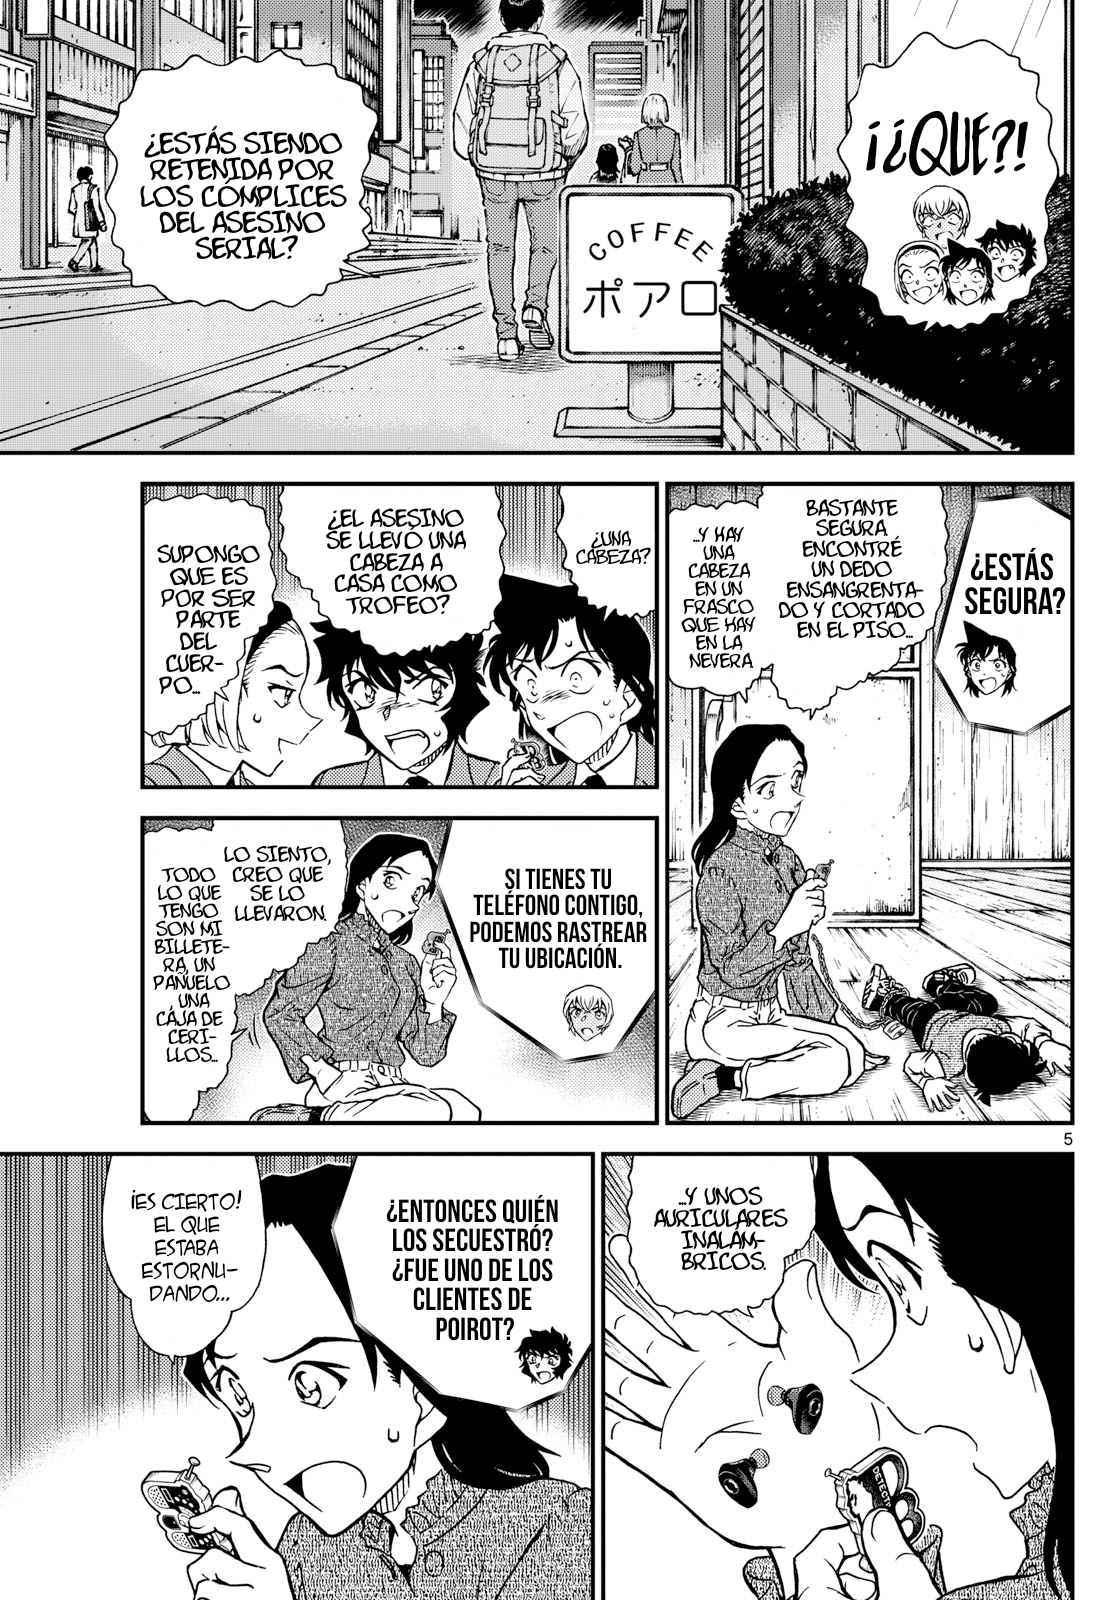 ¡¿¡¿QUE?!
¿ESTÁS SIENDO
RETENIDA POR
LOS CÓMPLICES
DEL ASESINO
SERIAL?
COFFEE
ポアロ
¿ESTÁS
SEGURA?
BASTANTE
SEGURA
ENCONTRÉ
UN DEDO
ENSANGRENTA-
DO Y CORTADO
EN EL PISO...
...Y HAY
UNA
CABEZA
EN UN
FRASCO
QUE HAY
EN LA
NEVERA
¿UNA
CABEZA?
¿EL ASESINO
SE LLEVÓ UNA
CABEZA A
CASA COMO
TROFEO?
SUPONGO
QUE ES
POR SER
PARTE
DEL
CUER-
PO...
SI TIENES TU
TELÉFONO CONTIGO,
PODEMOS RASTREAR
TU UBICACIÓN.
LO SIENTO,
CREO QUE
SE LO
LLEVARON.
TODO
LO QUE
TENGO
SON MI
BILLETE-
RA, UN
PAÑUELO,
UNA
CAJA DE
CERI-
LLOS...
5
...Y UNOS
AURICULARES
INALÁM-
BRICOS.
¿ENTONCES QUIÉN
LOS SECUESTRÓ?
¿FUE UNO DE LOS
CLIENTES DE
POIROT?
¡ES CIERTO!
EL QUE
ESTABA
ESTORNU-
DANDO...